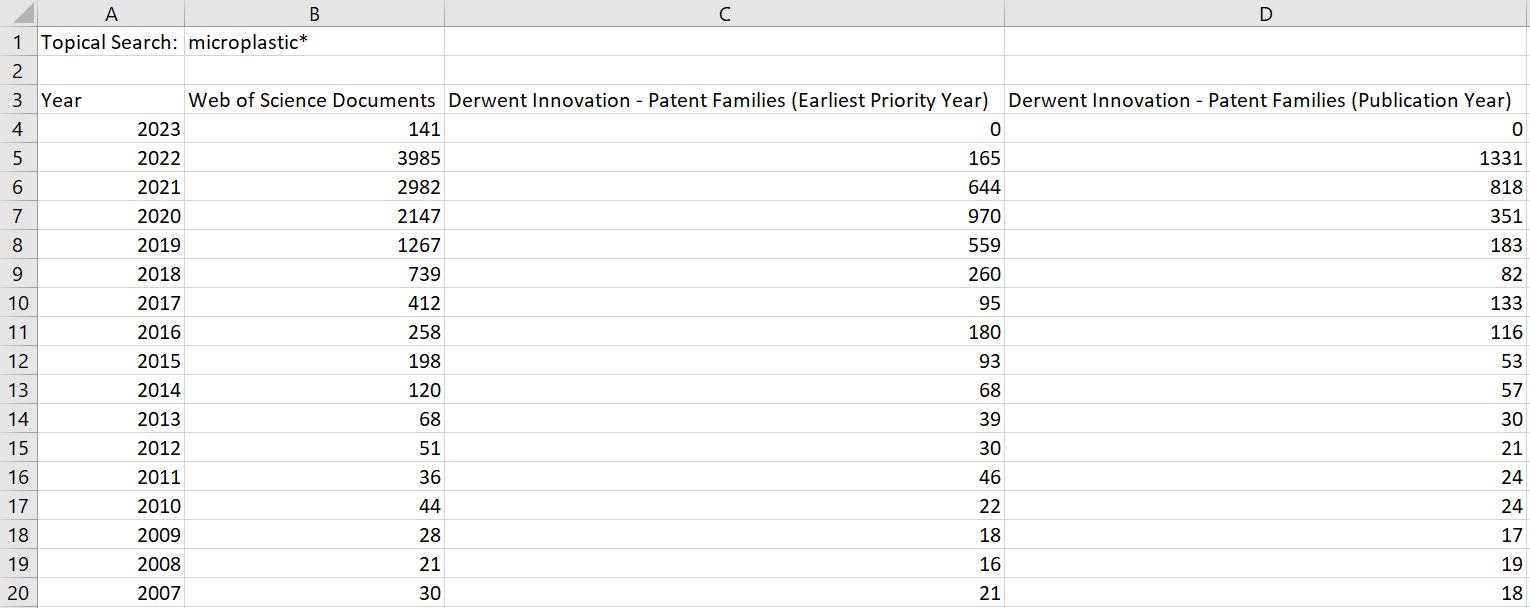 A B C D
1 Topical Search: microplastic*
2
3 Year Web of Science Documents Derwent Innovation - Patent Families (Earliest Priority Year) Derwent Innovation - Patent Families (Publication Year)
4 2023 141 0 0
5 2022 3985 165 1331
6 2021 2982 644 818
7 2020 2147 970 351
8 2019 1267 559 183
9 2018 739 260 82
10 2017 412 95 133
11 2016 258 180 116
12 2015 198 93 53
13 2014 120 68 57
14 2013 68 39 30
15 2012 51 30 21
16 2011 36 46 24
17 2010 44 22 24
18 2009 28 18 17
19 2008 21 16 19
20 2007 30 21 18